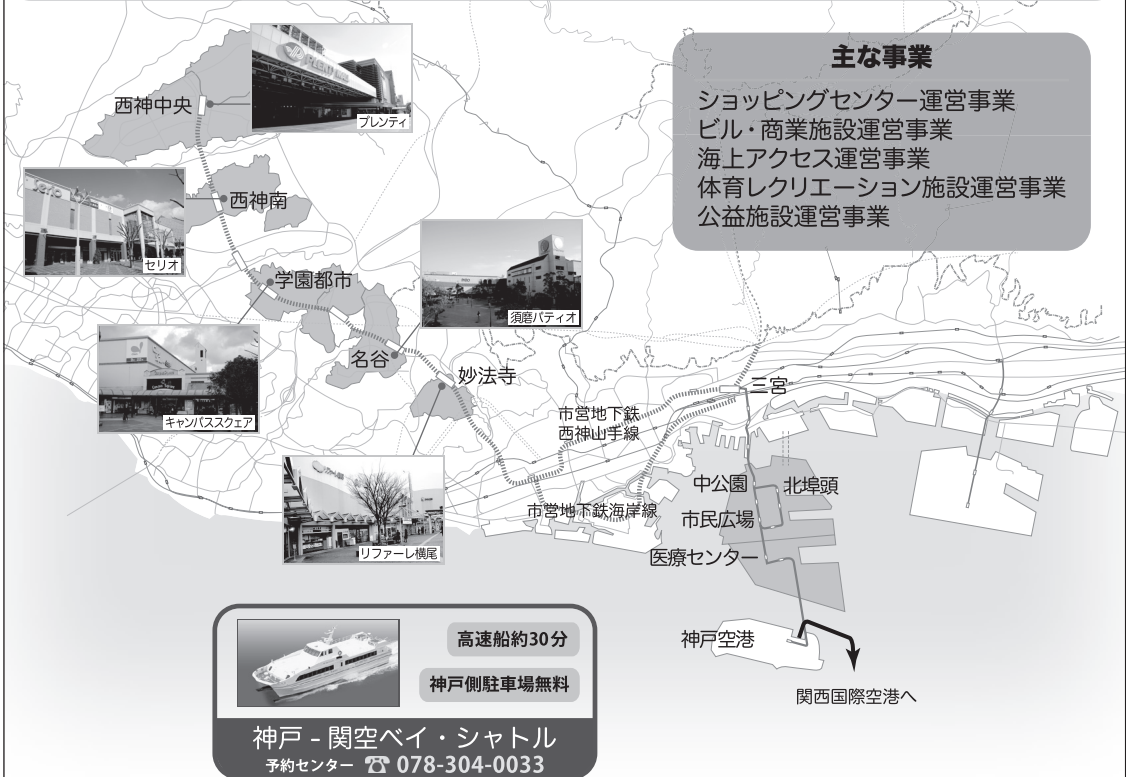 主な事業
ショッピングセンター運営事業
ビル・商業施設運営事業
海上アクセス運営事業
体育レクリエーション施設運営事業
公益施設運営事業
西神中央
プレンティ
西神南
セリオ
学園都市
須磨パティオ
名谷
妙法寺
キャンパススクェア
三宮
市営地下鉄
西神山手線
中公園
北埠頭
市営地下鉄海岸線
市民広場
リファーレ横尾
医療センター
神戸空港
関西国際空港へ
高速船約30分
神戸側駐車場無料
神戸 - 関空ベイ・シャトル
予約センター ☎ 078-304-0033